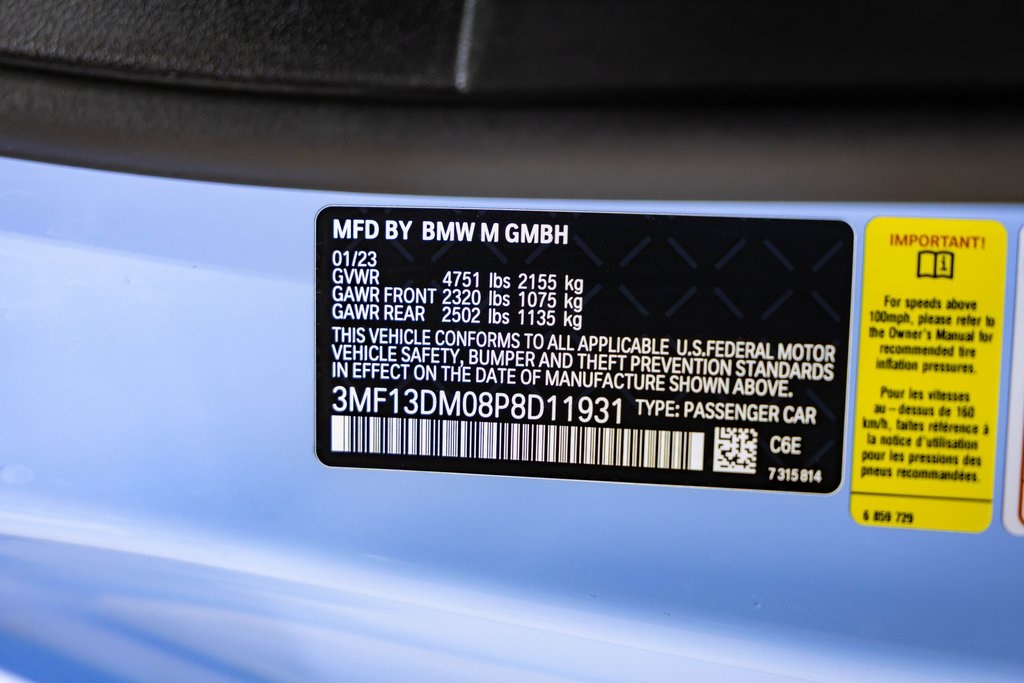 MFD BY BMW M GMBH
01/23
GVWR 4751 lbs 2155 kg
GAWR FRONT 2320 lbs 1075 kg
GAWR REAR 2502 lbs 1135 kg
THIS VEHICLE CONFORMS TO ALL APPLICABLE U.S.FEDERAL MOTOR
VEHICLE SAFETY, BUMPER AND THEFT PREVENTION STANDARDS
IN EFFECT ON THE DATE OF MANUFACTURE SHOWN ABOVE.
3MF13DM08P8D11931 TYPE: PASSENGER CAR
C6E
7 315 814
IMPORTANT!
For speeds above
100mph, please refer to
the Owner's Manual for
recommended tire
inflation pressures.
Pour les vitesses
au-dessus de 160
km/h, faites référence à
la notice d'utilisation
pour les pressions des
pneus recommandées.
6 859 729